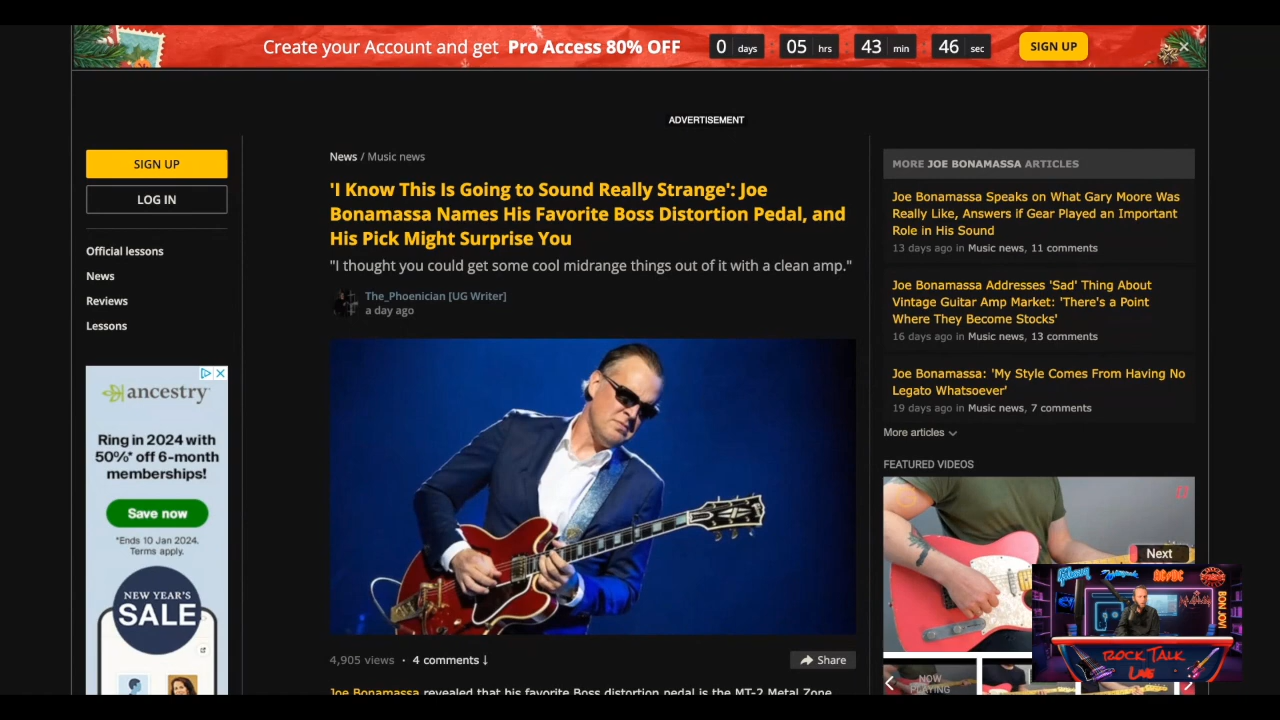 Create your Account and get Pro Access 80% OFF
0 days 05 hrs 43 min 46 sec
SIGN UP
ADVERTISEMENT
SIGN UP
LOG IN
Official lessons
News
Reviews
Lessons
ancestry
Ring in 2024 with
50%* off 6-month
memberships!
Save now
*Ends 10 Jan 2024.
Terms apply.
NEW YEAR'S
SALE
News / Music news
'I Know This Is Going to Sound Really Strange': Joe
Bonamassa Names His Favorite Boss Distortion Pedal, and
His Pick Might Surprise You
"I thought you could get some cool midrange things out of it with a clean amp."
The_Phoenician [UG Writer]
a day ago
4,905 views · 4 comments
Share
Joe Bonamassa revealed that his favorite Boss distortion pedal is the MT-2 Metal Zone
MORE JOE BONAMASSA ARTICLES
Joe Bonamassa Speaks on What Gary Moore Was
Really Like, Answers if Gear Played an Important
Role in His Sound
13 days ago in Music news, 11 comments
Joe Bonamassa Addresses 'Sad' Thing About
Vintage Guitar Amp Market: 'There's a Point
Where They Become Stocks'
16 days ago in Music news, 13 comments
Joe Bonamassa: 'My Style Comes From Having No
Legato Whatsoever'
19 days ago in Music news, 7 comments
More articles
FEATURED VIDEOS
Next
AC/DC
BON JOVI
ROCK TALK
LIVE
NOW
PLAYING